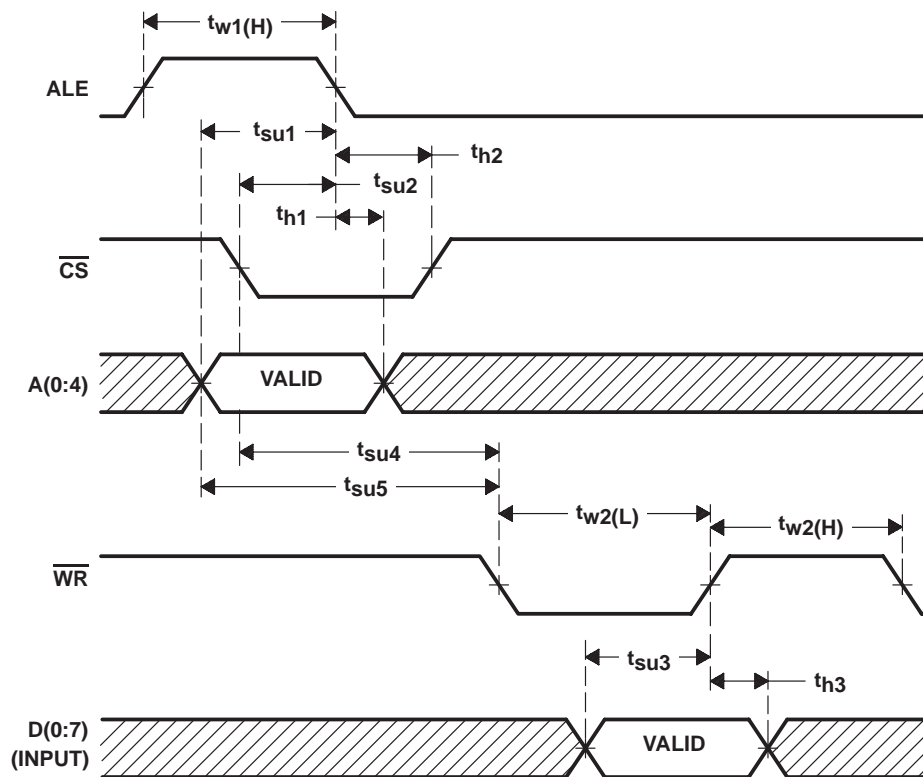 tw1(H)
ALE
tsu1
th2
tsu2
th1
CS
A(0:4)
VALID
tsu4
tsu5
tw2(L)
tw2(H)
WR
tsu3
th3
D(0:7)
(INPUT)
VALID